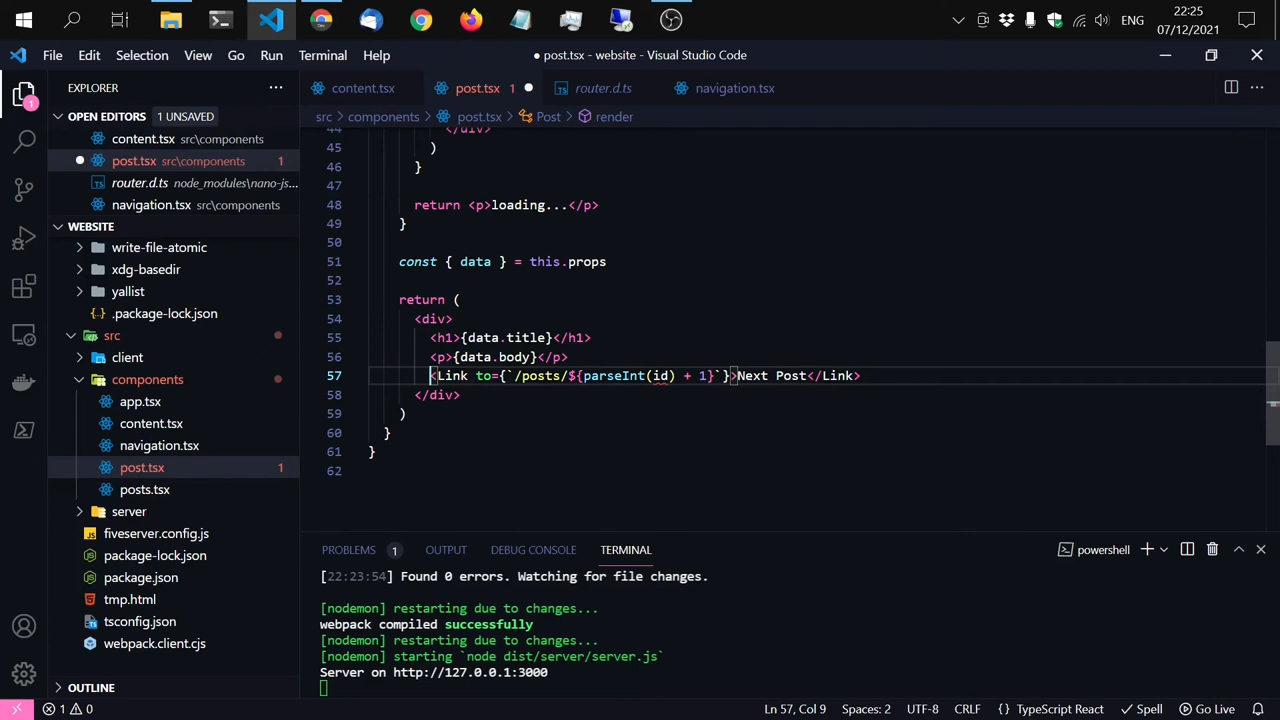 ENG
22:25
07/12/2021
File Edit Selection View Go Run Terminal Help
● post.tsx - website - Visual Studio Code
EXPLORER
content.tsx
post.tsx 1
router.d.ts
navigation.tsx
OPEN EDITORS 1 UNSAVED
src > components > post.tsx > Post > render
content.tsx src\components
post.tsx src\components 1
router.d.ts node_modules\nano-js...
navigation.tsx src\components
WEBSITE
write-file-atomic
xdg-basedir
yallist
.package-lock.json
src
client
components
app.tsx
content.tsx
navigation.tsx
post.tsx 1
posts.tsx
server
fiveserver.config.js
package-lock.json
package.json
tmp.html
tsconfig.json
webpack.client.cjs
OUTLINE
1
44 </div>
45 )
46 }
47
48 return <p>loading...</p>
49 }
50
51 const { data } = this.props
52
53 return (
54 <div>
55 <h1>{data.title}</h1>
56 <p>{data.body}</p>
57 <Link to={`/posts/${parseInt(id) + 1}`}>Next Post</Link>
58 </div>
59 )
60 }
61 }
62
PROBLEMS 1 OUTPUT DEBUG CONSOLE TERMINAL
powershell
[22:23:54] Found 0 errors. Watching for file changes.
[nodemon] restarting due to changes...
webpack compiled successfully
[nodemon] restarting due to changes...
[nodemon] starting `node dist/server/server.js`
Server on http://127.0.0.1:3000
1 0
Ln 57, Col 9 Spaces: 2 UTF-8 CRLF {} TypeScript React Spell Go Live